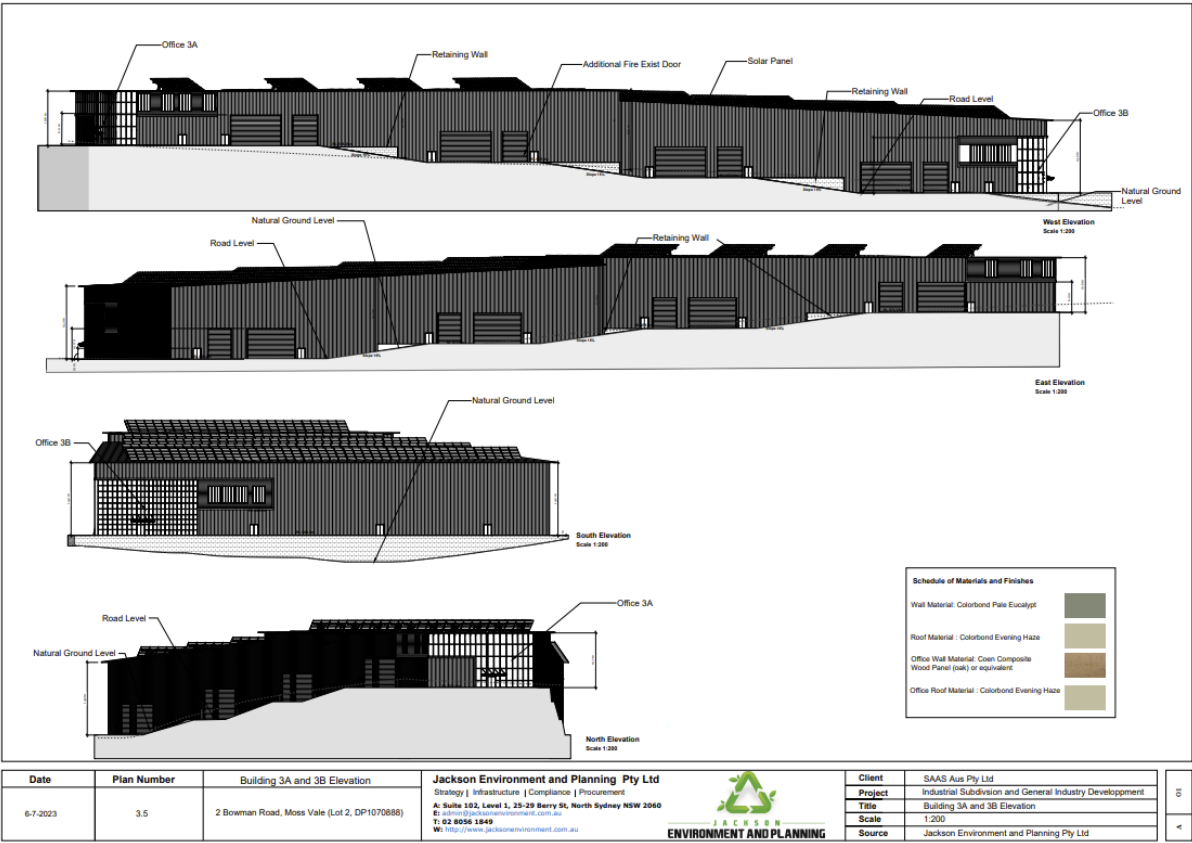 Office 3A
Retaining Wall
Additional Fire Exist Door
Solar Panel
Retaining Wall
Road Level
Office 3B
Natural Ground
Level
West Elevation
Scale 1:200
Natural Ground Level
Road Level
Retaining Wall
East Elevation
Scale 1:200
Natural Ground Level
Office 3B
South Elevation
Scale 1:200
Office 3A
Road Level
Natural Ground Level
North Elevation
Scale 1:200
Schedule of Materials and Finishes
Wall Material: Colorbond Pale Eucalypt
Roof Material : Colorbond Evening Haze
Office Wall Material: Coen Composite
Wood Panel (oak) or equivalent
Office Roof Material : Colorbond Evening Haze
Date
Plan Number
Building 3A and 3B Elevation
6-7-2023
3.5
2 Bowman Road, Moss Vale (Lot 2, DP1070888)
Jackson Environment and Planning Pty Ltd
Strategy | Infrastructure | Compliance | Procurement
A: Suite 102, Level 1, 25-29 Berry St, North Sydney NSW 2060
E: admin@jacksonenvironment.com.au
T: 02 8056 1849
W: http://www.jacksonenvironment.com.au
JACKSON
ENVIRONMENT AND PLANNING
Client SAAS Aus Pty Ltd
Project Industrial Subdivsion and General Industry Developpment
Title Building 3A and 3B Elevation
Scale 1:200
Source Jackson Environment and Planning Pty Ltd
A